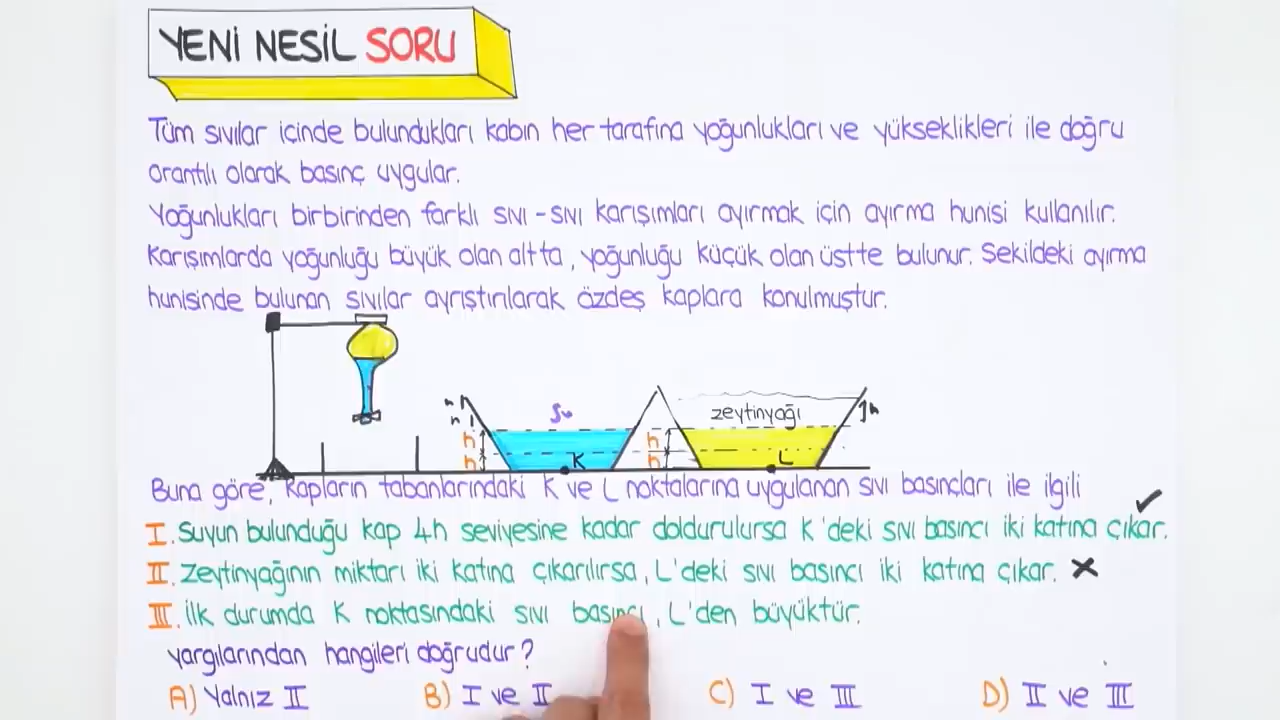 YENİ NESİL SORU
Tüm sıvılar içinde bulundukları kabın her tarafına yoğunlukları ve yükseklikleri ile doğru
orantılı olarak basınç uygular.
Yoğunlukları birbirinden farklı sıvı-sıvı karışımları ayırmak için ayırma hunisi kullanılır.
Karışımlarda yoğunluğu büyük olan altta, yoğunluğu küçük olan üstte bulunur. Sekildeki ayırma
hunisinde bulunan sıvılar ayrıştırılarak özdeş kaplara konulmuştur.
h Su zeytinyağı h
h
h h
h K h L
Buna göre, kapların tabanlarındaki K ve L noktalarına uygulanan sıvı basınçları ile ilgili
I. Suyun bulunduğu kap 4h seviyesine kadar doldurulursa K'deki sıvı basıncı iki katına çıkar.
II. Zeytinyağının miktarı iki katına çıkarılırsa, L'deki sıvı basıncı iki katına çıkar.
III. İlk durumda K noktasındaki sıvı basıncı, L'den büyüktür.
yargılarından hangileri doğrudur?
A) Yalnız II B) I ve II C) I ve III D) II ve III